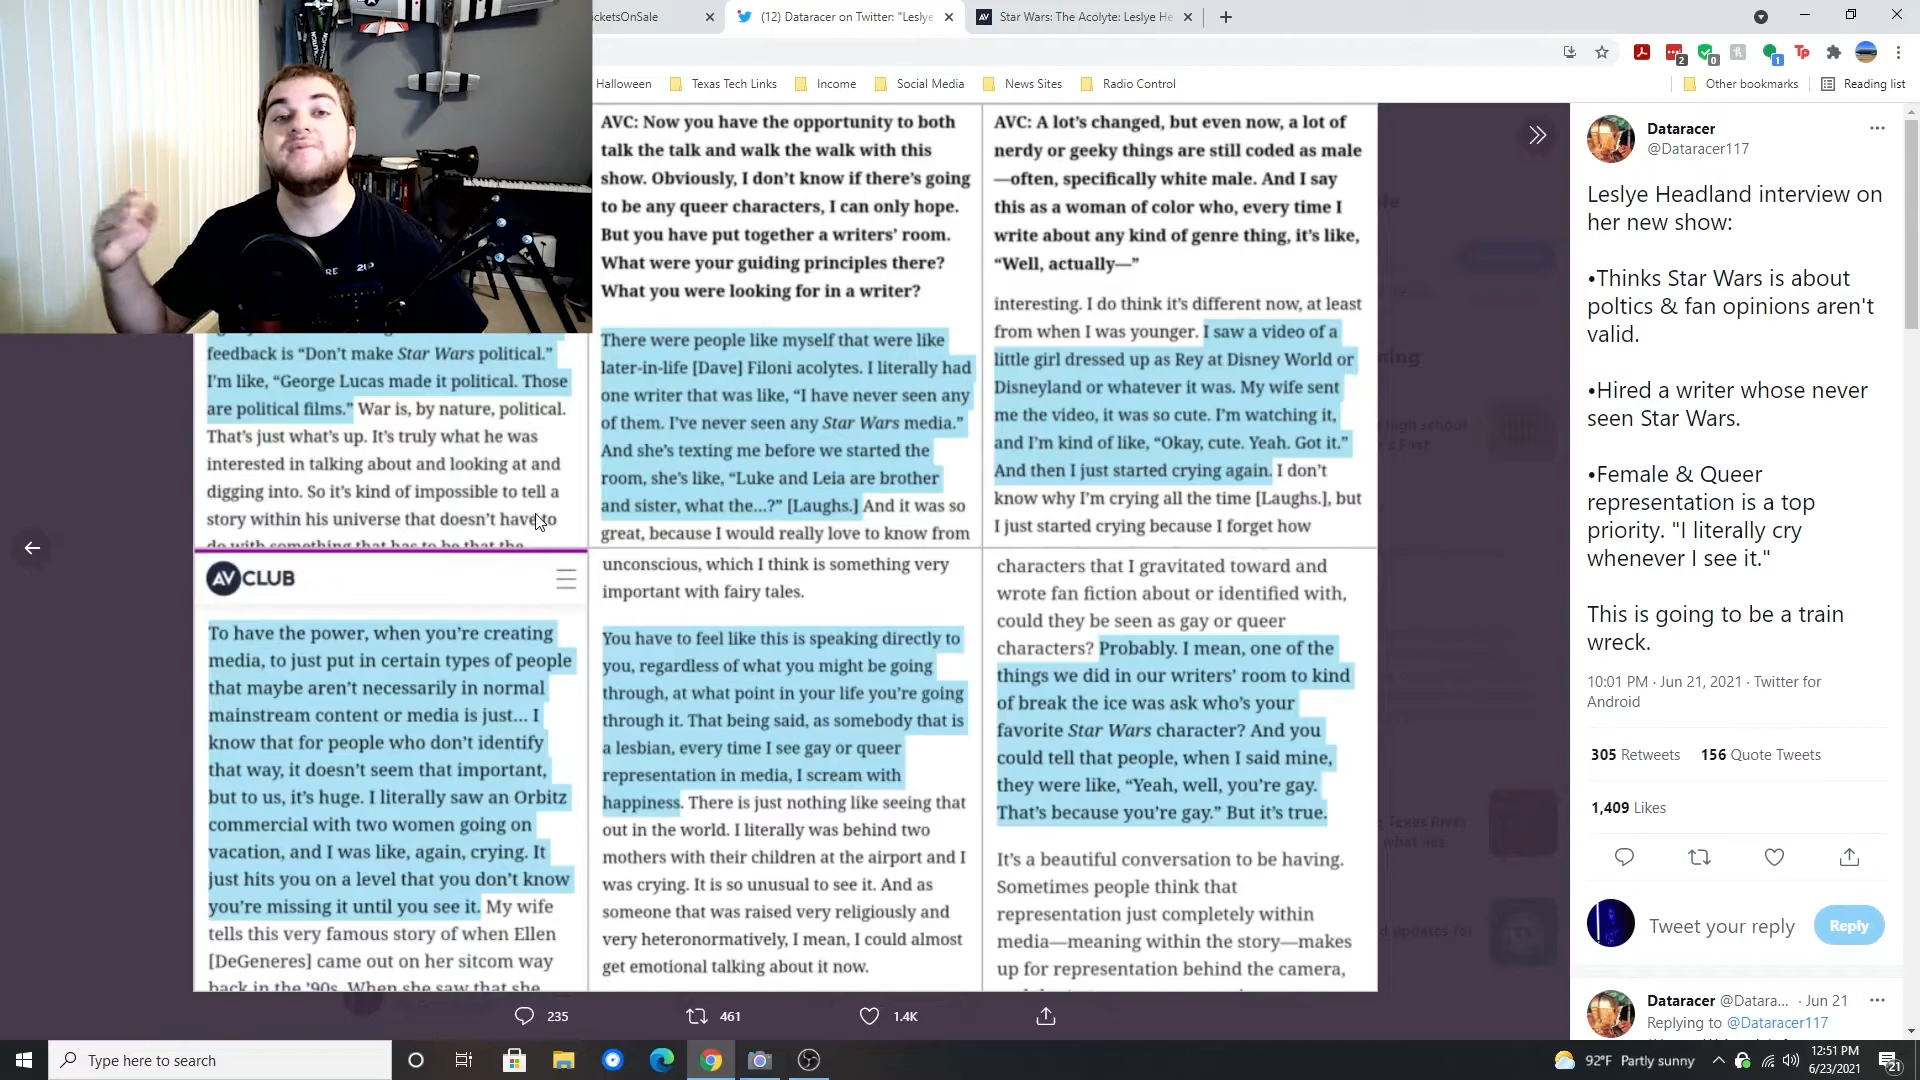 icketsOnSale
(12) Dataracer on Twitter: "Leslye
Star Wars: The Acolyte: Leslye He
Halloween
Texas Tech Links
Income
Social Media
News Sites
Radio Control
Other bookmarks
Reading list
AVC: Now you have the opportunity to both
talk the talk and walk the walk with this
show. Obviously, I don't know if there's going
to be any queer characters, I can only hope.
But you have put together a writers' room.
What were your guiding principles there?
What you were looking for in a writer?
There were people like myself that were like
later-in-life [Dave] Filoni acolytes. I literally had
one writer that was like, "I have never seen any
of them. I've never seen any Star Wars media."
And she's texting me before we started the
room, she's like, "Luke and Leia are brother
and sister, what the...?" [Laughs.] And it was so
great, because I would really love to know from
AVC: A lot's changed, but even now, a lot of
nerdy or geeky things are still coded as male
—often, specifically white male. And I say
this as a woman of color who, every time I
write about any kind of genre thing, it's like,
"Well, actually—"
interesting. I do think it's different now, at least
from when I was younger. I saw a video of a
little girl dressed up as Rey at Disney World or
Disneyland or whatever it was. My wife sent
me the video, it was so cute. I'm watching it,
and I'm kind of like, "Okay, cute. Yeah. Got it."
And then I just started crying again. I don't
know why I'm crying all the time [Laughs.], but
I just started crying because I forget how
feedback is "Don't make Star Wars political."
I'm like, "George Lucas made it political. Those
are political films." War is, by nature, political.
That's just what's up. It's truly what he was
interested in talking about and looking at and
digging into. So it's kind of impossible to tell a
story within his universe that doesn't have to
do with something that has to be that the
AV CLUB
To have the power, when you're creating
media, to just put in certain types of people
that maybe aren't necessarily in normal
mainstream content or media is just... I
know that for people who don't identify
that way, it doesn't seem that important,
but to us, it's huge. I literally saw an Orbitz
commercial with two women going on
vacation, and I was like, again, crying. It
just hits you on a level that you don't know
you're missing it until you see it. My wife
tells this very famous story of when Ellen
[DeGeneres] came out on her sitcom way
back in the '90s. When she saw that she
unconscious, which I think is something very
important with fairy tales.
You have to feel like this is speaking directly to
you, regardless of what you might be going
through, at what point in your life you're going
through it. That being said, as somebody that is
a lesbian, every time I see gay or queer
representation in media, I scream with
happiness. There is just nothing like seeing that
out in the world. I literally was behind two
mothers with their children at the airport and I
was crying. It is so unusual to see it. And as
someone that was raised very religiously and
very heteronormatively, I mean, I could almost
get emotional talking about it now.
characters that I gravitated toward and
wrote fan fiction about or identified with,
could they be seen as gay or queer
characters? Probably. I mean, one of the
things we did in our writers' room to kind
of break the ice was ask who's your
favorite Star Wars character? And you
could tell that people, when I said mine,
they were like, "Yeah, well, you're gay.
That's because you're gay." But it's true.
It's a beautiful conversation to be having.
Sometimes people think that
representation just completely within
media—meaning within the story—makes
up for representation behind the camera,
235
461
1.4K
Dataracer
@Dataracer117
Leslye Headland interview on
her new show:
•Thinks Star Wars is about
poltics & fan opinions aren't
valid.
•Hired a writer whose never
seen Star Wars.
•Female & Queer
representation is a top
priority. "I literally cry
whenever I see it."
This is going to be a train
wreck.
10:01 PM · Jun 21, 2021 · Twitter for
Android
305 Retweets 156 Quote Tweets
1,409 Likes
Tweet your reply
Reply
Dataracer @Datara... · Jun 21
Replying to @Dataracer117
Type here to search
92°F Partly sunny
12:51 PM
6/23/2021
21